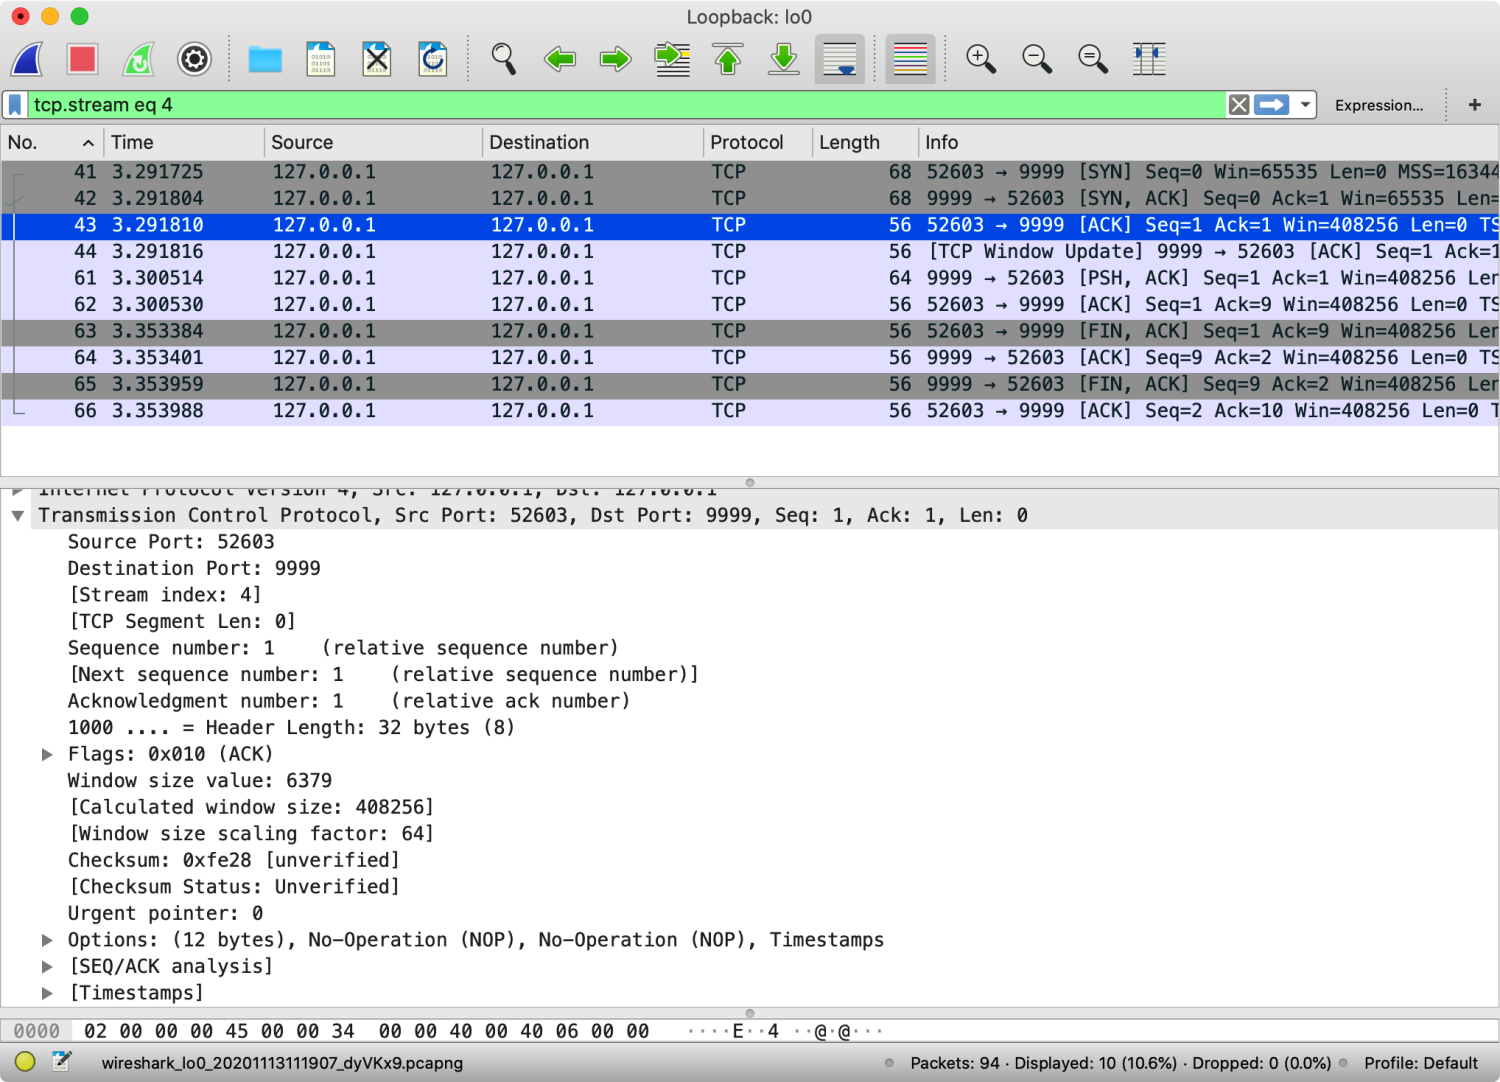 Loopback: lo0
tcp.stream eq 4 Expression... +
No. Time Source Destination Protocol Length Info
41 3.291725 127.0.0.1 127.0.0.1 TCP 68 52603 → 9999 [SYN] Seq=0 Win=65535 Len=0 MSS=16344
42 3.291804 127.0.0.1 127.0.0.1 TCP 68 9999 → 52603 [SYN, ACK] Seq=0 Ack=1 Win=65535 Len=
43 3.291810 127.0.0.1 127.0.0.1 TCP 56 52603 → 9999 [ACK] Seq=1 Ack=1 Win=408256 Len=0 TS
44 3.291816 127.0.0.1 127.0.0.1 TCP 56 [TCP Window Update] 9999 → 52603 [ACK] Seq=1 Ack=1
61 3.300514 127.0.0.1 127.0.0.1 TCP 64 9999 → 52603 [PSH, ACK] Seq=1 Ack=1 Win=408256 Len
62 3.300530 127.0.0.1 127.0.0.1 TCP 56 52603 → 9999 [ACK] Seq=1 Ack=9 Win=408256 Len=0 TS
63 3.353384 127.0.0.1 127.0.0.1 TCP 56 52603 → 9999 [FIN, ACK] Seq=1 Ack=9 Win=408256 Len
64 3.353401 127.0.0.1 127.0.0.1 TCP 56 9999 → 52603 [ACK] Seq=9 Ack=2 Win=408256 Len=0 TS
65 3.353959 127.0.0.1 127.0.0.1 TCP 56 9999 → 52603 [FIN, ACK] Seq=9 Ack=2 Win=408256 Len
66 3.353988 127.0.0.1 127.0.0.1 TCP 56 52603 → 9999 [ACK] Seq=2 Ack=10 Win=408256 Len=0 T
Internet Protocol Version 4, Src: 127.0.0.1, Dst: 127.0.0.1
Transmission Control Protocol, Src Port: 52603, Dst Port: 9999, Seq: 1, Ack: 1, Len: 0
Source Port: 52603
Destination Port: 9999
[Stream index: 4]
[TCP Segment Len: 0]
Sequence number: 1 (relative sequence number)
[Next sequence number: 1 (relative sequence number)]
Acknowledgment number: 1 (relative ack number)
1000 .... = Header Length: 32 bytes (8)
Flags: 0x010 (ACK)
Window size value: 6379
[Calculated window size: 408256]
[Window size scaling factor: 64]
Checksum: 0xfe28 [unverified]
[Checksum Status: Unverified]
Urgent pointer: 0
Options: (12 bytes), No-Operation (NOP), No-Operation (NOP), Timestamps
[SEQ/ACK analysis]
[Timestamps]
0000 02 00 00 00 45 00 00 34 00 00 40 00 40 06 00 00 ····E··4 ··@·@···
wireshark_lo0_20201113111907_dyVKx9.pcapng Packets: 94 · Displayed: 10 (10.6%) · Dropped: 0 (0.0%) Profile: Default